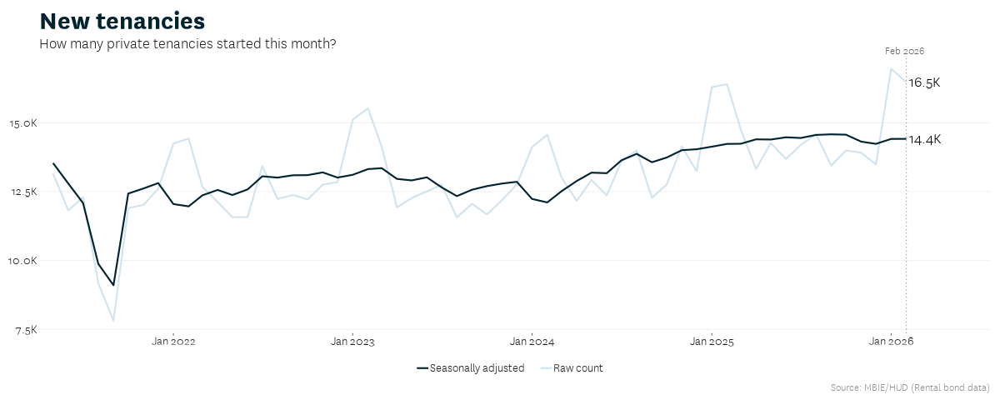 New tenancies
How many private tenancies started this month?
Feb 2026
16.5K
15.0K
14.4K
12.5K
10.0K
7.5K
Jan 2022 Jan 2023 Jan 2024 Jan 2025 Jan 2026
Seasonally adjusted Raw count
Source: MBIE/HUD (Rental bond data)